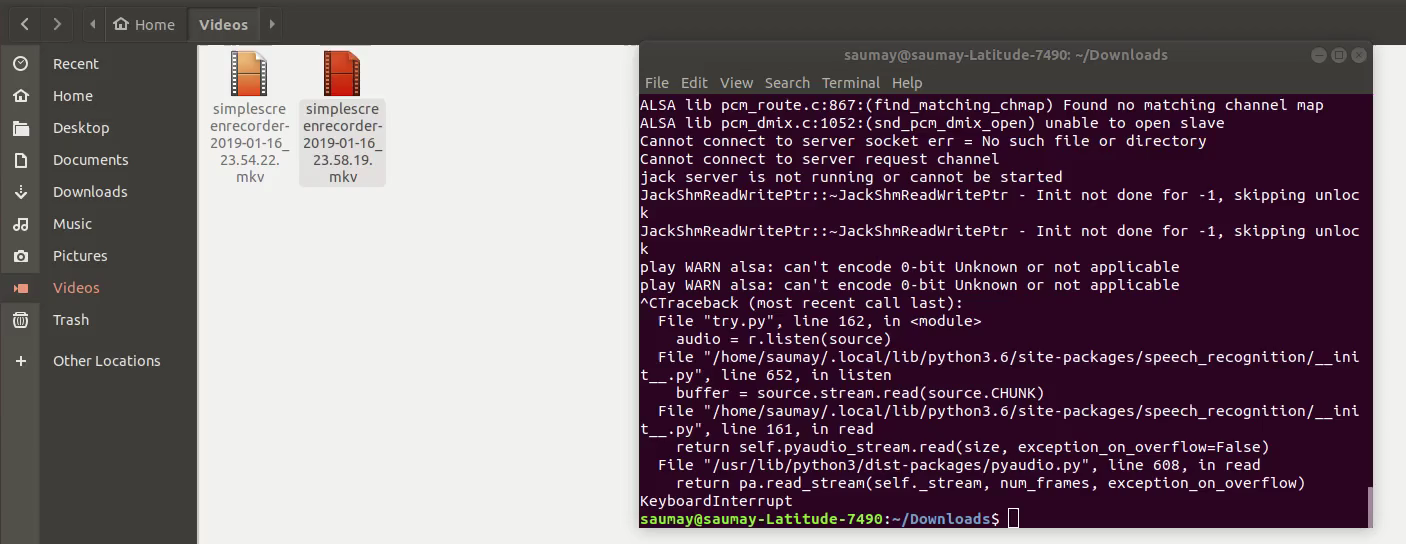 Home
Videos
Recent
Home
Desktop
Documents
Downloads
Music
Pictures
Videos
Trash
Other Locations
simplescre
enrecorder-
2019-01-16_
23.54.22.
mkv
simplescre
enrecorder-
2019-01-16_
23.58.19.
mkv
saumay@saumay-Latitude-7490: ~/Downloads
File Edit View Search Terminal Help
ALSA lib pcm_route.c:867:(find_matching_chmap) Found no matching channel map
ALSA lib pcm_dmix.c:1052:(snd_pcm_dmix_open) unable to open slave
Cannot connect to server socket err = No such file or directory
Cannot connect to server request channel
jack server is not running or cannot be started
JackShmReadWritePtr::~JackShmReadWritePtr - Init not done for -1, skipping unloc
k
JackShmReadWritePtr::~JackShmReadWritePtr - Init not done for -1, skipping unloc
k
play WARN alsa: can't encode 0-bit Unknown or not applicable
play WARN alsa: can't encode 0-bit Unknown or not applicable
^CTraceback (most recent call last):
  File "try.py", line 162, in <module>
    audio = r.listen(source)
  File "/home/saumay/.local/lib/python3.6/site-packages/speech_recognition/__ini
t__.py", line 652, in listen
    buffer = source.stream.read(source.CHUNK)
  File "/home/saumay/.local/lib/python3.6/site-packages/speech_recognition/__ini
t__.py", line 161, in read
    return self.pyaudio_stream.read(size, exception_on_overflow=False)
  File "/usr/lib/python3/dist-packages/pyaudio.py", line 608, in read
    return pa.read_stream(self._stream, num_frames, exception_on_overflow)
KeyboardInterrupt
saumay@saumay-Latitude-7490:~/Downloads$